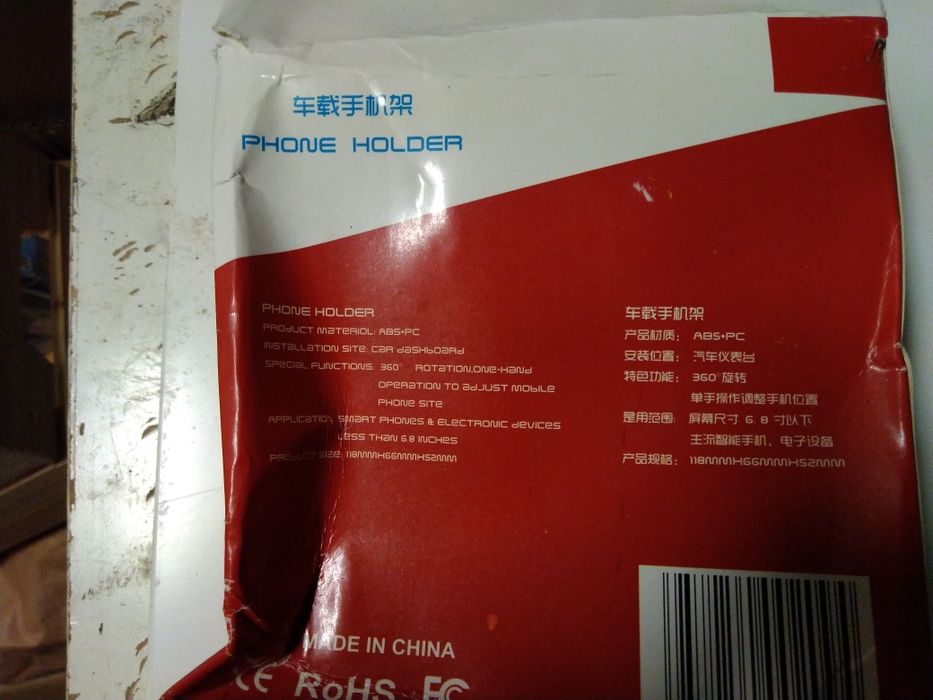 车载手机架
PHONE HOLDER
PHONE HOLDER
PRODUCT MATERIOL: ABS+PC
INSTALLATION SITE: CAR DASHBOARD
SPECIAL FUNCTIONS: 360° ROTATION,ONE-HAND
OPERATION TO ADJUST MOBILE
PHONE SITE
APPLICATION SMART PHONES & ELECTRONIC DEVICES
LESS THAN 6.8 INCHES
PRODUCT SIZE: 118MMX66MMX52MM
车载手机架
产品材质： ABS+PC
安装位置： 汽车仪表台
特色功能： 360°旋转
单手操作调整手机位置
是用范围: 屏幕尺寸 6.8 寸以下
主流智能手机，电子设备
产品规格： 118MMX66MMX52MM
MADE IN CHINA
CE RoHS FC